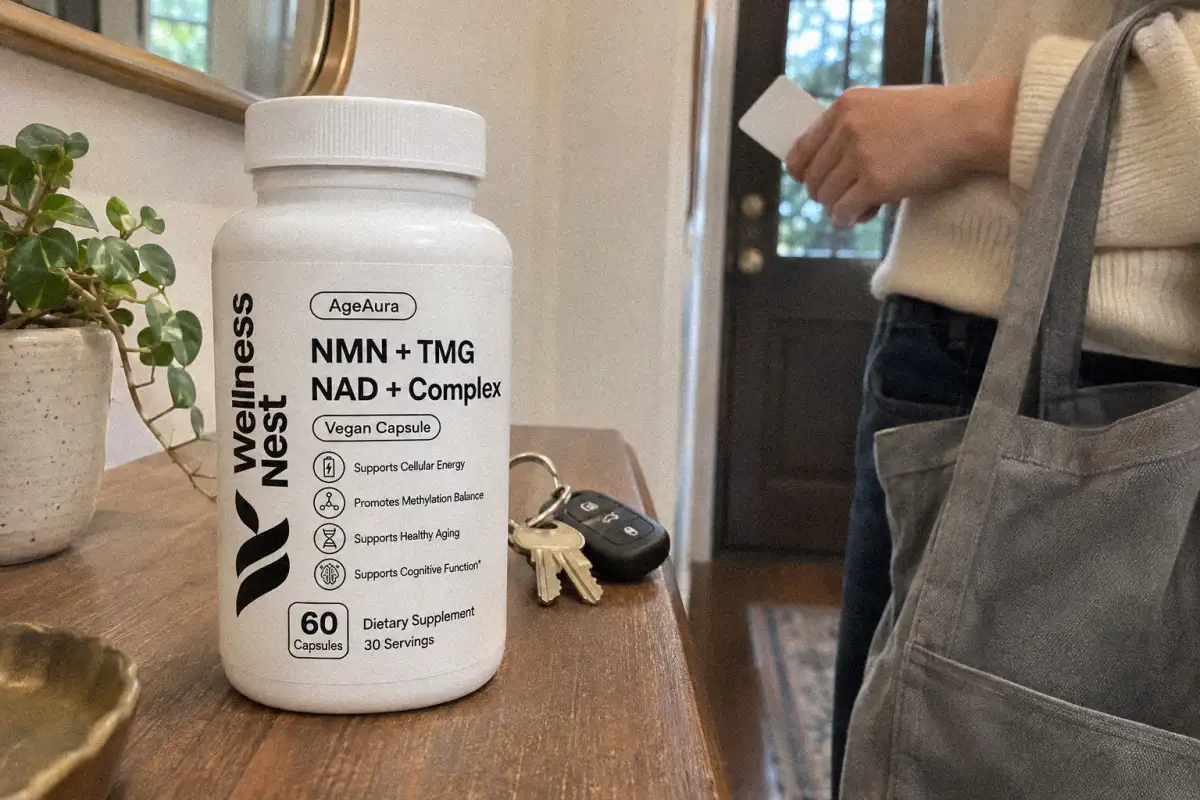 Wellness
Nest
AgeAura
NMN + TMG
NAD + Complex
Vegan Capsule
Supports Cellular Energy
Promotes Methylation Balance
Supports Healthy Aging
Supports Cognitive Function*
60
Capsules
Dietary Supplement
30 Servings